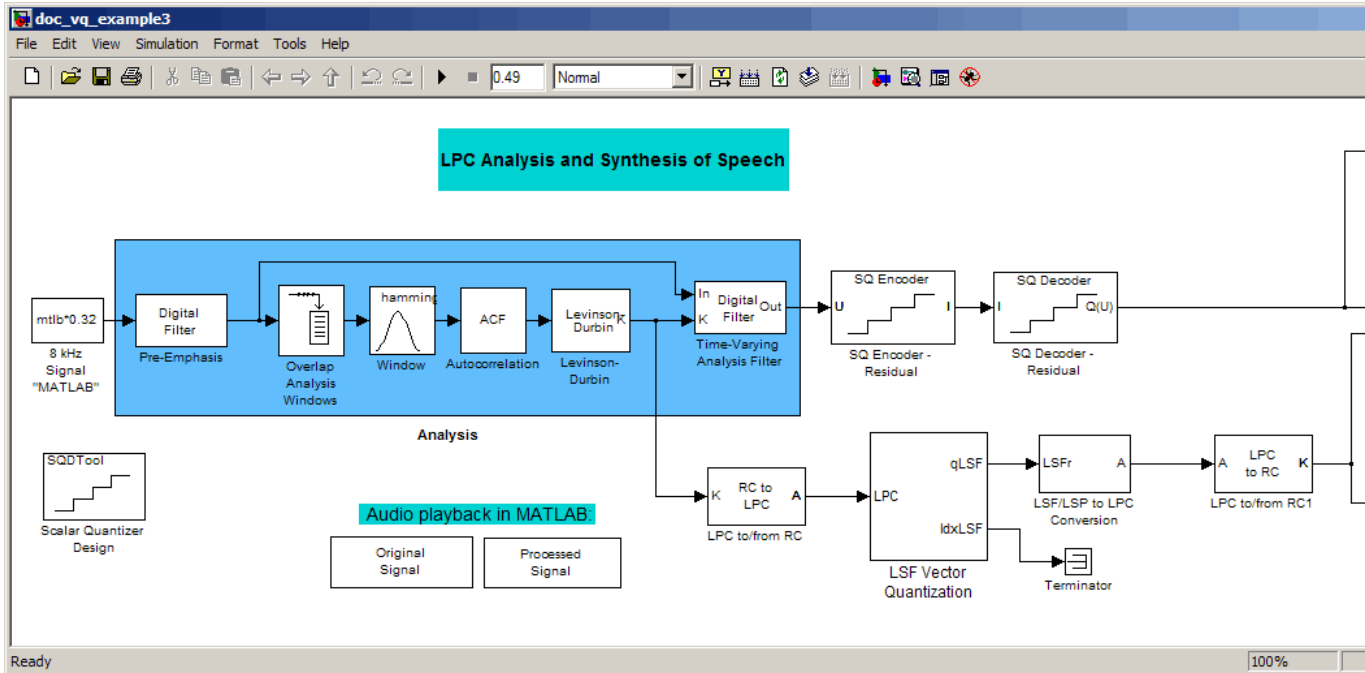 doc_vq_example3
File Edit View Simulation Format Tools Help
0.49 Normal
LPC Analysis and Synthesis of Speech
mtlb*0.32
8 kHz
Signal
"MATLAB"
Digital
Filter
Pre-Emphasis
Overlap
Analysis
Windows
hamming
Window
ACF
Autocorrelation
Levinson
Durbin
K
Levinson-
Durbin
In
K
Digital
Filter
Out
Time-Varying
Analysis Filter
Analysis
SQ Encoder
U
I
SQ Encoder -
Residual
SQ Decoder
I
Q(U)
SQ Decoder -
Residual
SQDTool
Scalar Quantizer
Design
Audio playback in MATLAB:
Original
Signal
Processed
Signal
K
RC to
LPC
A
LPC to/from RC
LPC
qLSF
IdxLSF
LSF Vector
Quantization
LSFr
A
LSF/LSP to LPC
Conversion
Terminator
A
LPC
to RC
K
LPC to/from RC1
Ready
100%